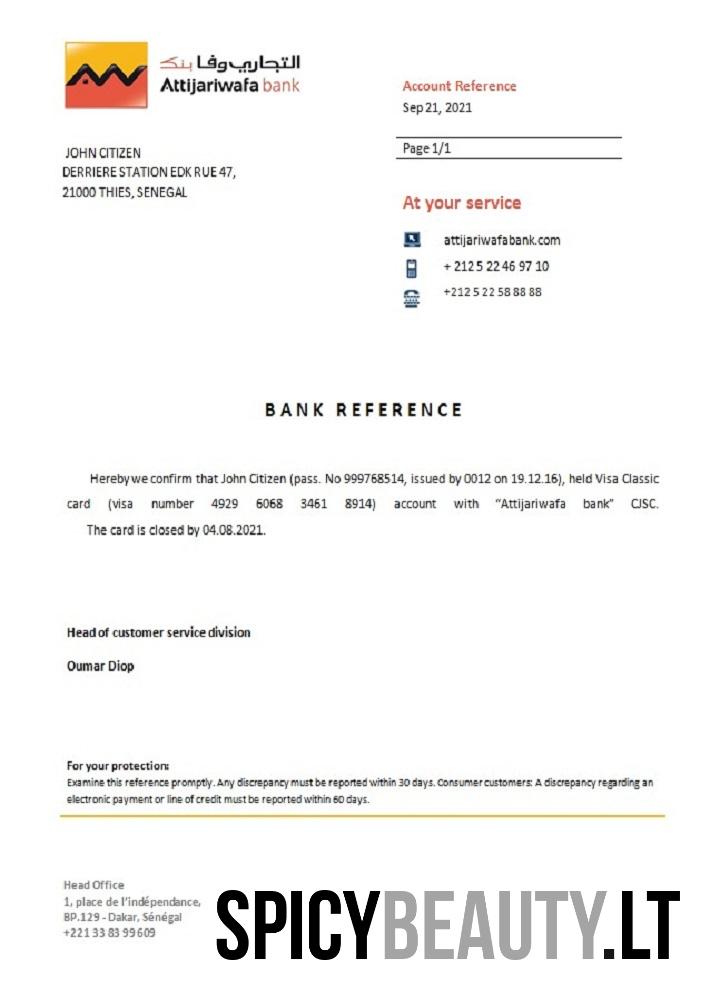 التجاري وفا بنك
Attijariwafa bank
Account Reference
Sep 21, 2021
Page 1/1
JOHN CITIZEN
DERRIERE STATION EDK RUE 47,
21000 THIES, SENEGAL
At your service
attijariwafabank.com
+ 212 5 22 46 97 10
+212 5 22 58 88 88
BANK REFERENCE
Hereby we confirm that John Citizen (pass. No 999768514, issued by 0012 on 19.12.16), held Visa Classic
card (visa number 4929 6068 3461 8914) account with “Attijariwafa bank” CJSC.
The card is closed by 04.08.2021.
Head of customer service division
Oumar Diop
For your protection:
Examine this reference promptly. Any discrepancy must be reported within 30 days. Consumer customers: A discrepancy regarding an
electronic payment or line of credit must be reported within 60 days.
Head Office
1, place de l’indépendance,
BP.129 - Dakar, Sénégal
+221 33 83 99609
SPICYBEAUTY.LT